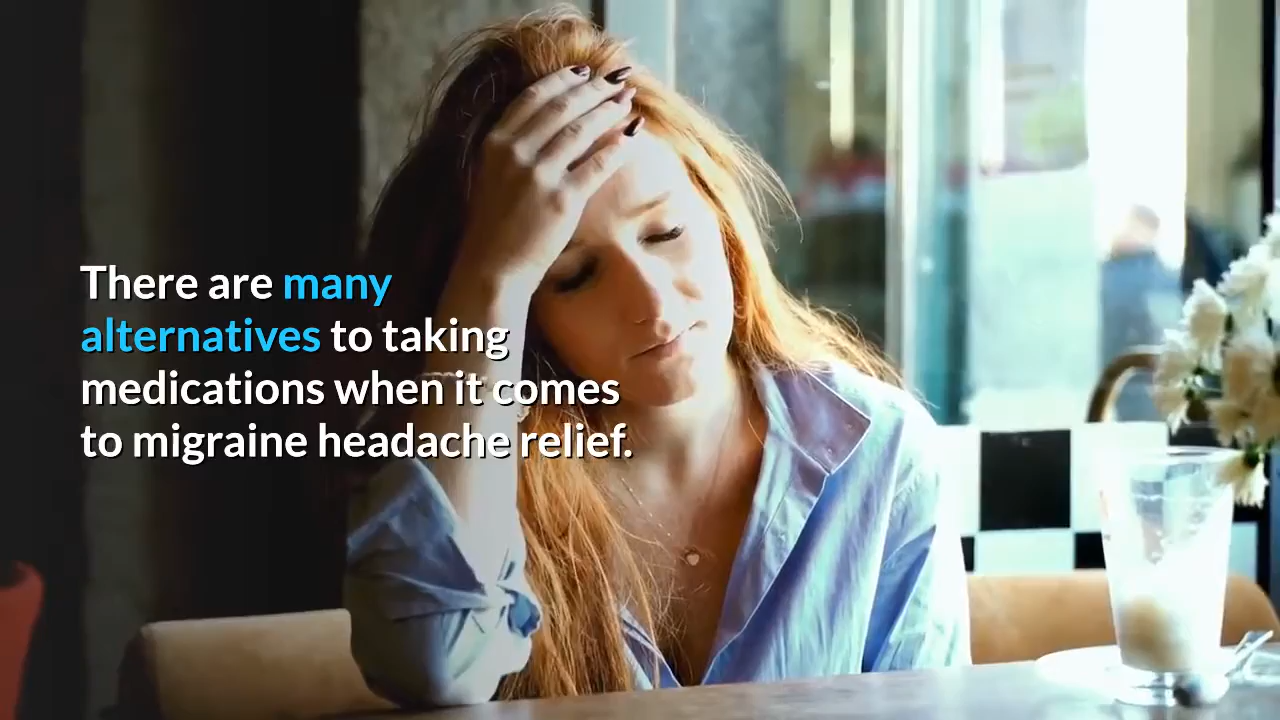 There are many
alternatives to taking
medications when it comes
to migraine headache relief.